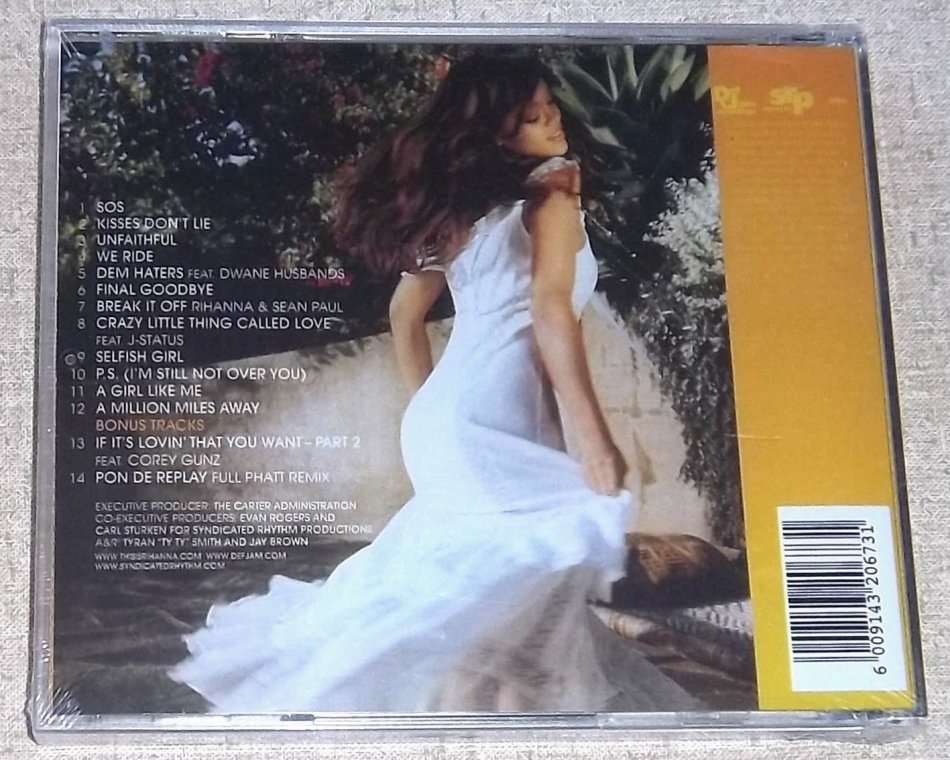 1 SOS
2 KISSES DON'T LIE
3 UNFAITHFUL
4 WE RIDE
5 DEM HATERS FEAT. DWANE HUSBANDS
6 FINAL GOODBYE
7 BREAK IT OFF RIHANNA & SEAN PAUL
8 CRAZY LITTLE THING CALLED LOVE
FEAT. J-STATUS
9 SELFISH GIRL
10 P.S. (I'M STILL NOT OVER YOU)
11 A GIRL LIKE ME
12 A MILLION MILES AWAY
BONUS TRACKS
13 IF IT'S LOVIN' THAT YOU WANT – PART 2
FEAT. COREY GUNZ
14 PON DE REPLAY FULL PHATT REMIX
EXECUTIVE PRODUCER: THE CARTER ADMINISTRATION
CO-EXECUTIVE PRODUCERS: EVAN ROGERS AND
CARL STURKEN FOR SYNDICATED RHYTHM PRODUCTIONS
A&R: TYRAN "TY TY" SMITH AND JAY BROWN
WWW.THISISRIHANNA.COM WWW.DEFJAM.COM
WWW.SYNDICATEDRHYTHM.COM
6 009143 206731